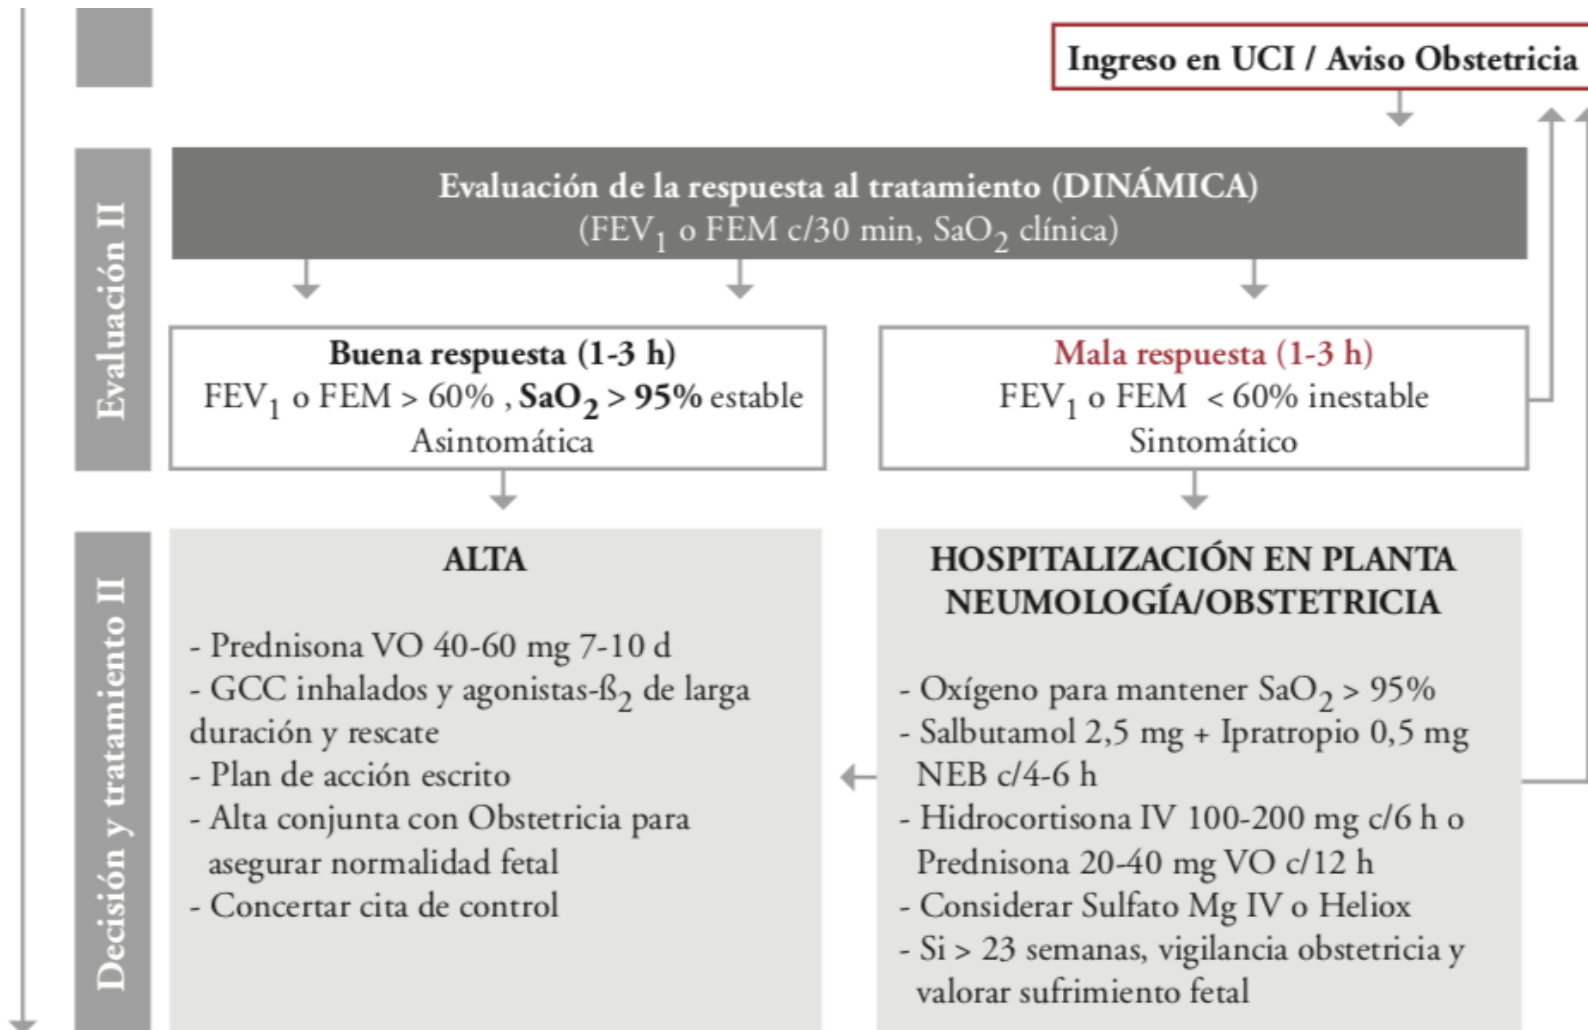 Ingreso en UCI / Aviso Obstetricia
Evaluación II
Evaluación de la respuesta al tratamiento (DINÁMICA)
(FEV₁ o FEM c/30 min, SaO₂ clínica)
Buena respuesta (1-3 h)
FEV₁ o FEM > 60% , SaO₂ > 95% estable
Asintomática
Mala respuesta (1-3 h)
FEV₁ o FEM < 60% inestable
Sintomático
Decisión y tratamiento II
ALTA
- Prednisona VO 40-60 mg 7-10 d
- GCC inhalados y agonistas-ß₂ de larga
duración y rescate
- Plan de acción escrito
- Alta conjunta con Obstetricia para
asegurar normalidad fetal
- Concertar cita de control
HOSPITALIZACIÓN EN PLANTA
NEUMOLOGÍA/OBSTETRICIA
- Oxígeno para mantener SaO₂ > 95%
- Salbutamol 2,5 mg + Ipratropio 0,5 mg
NEB c/4-6 h
- Hidrocortisona IV 100-200 mg c/6 h o
Prednisona 20-40 mg VO c/12 h
- Considerar Sulfato Mg IV o Heliox
- Si > 23 semanas, vigilancia obstetricia y
valorar sufrimiento fetal